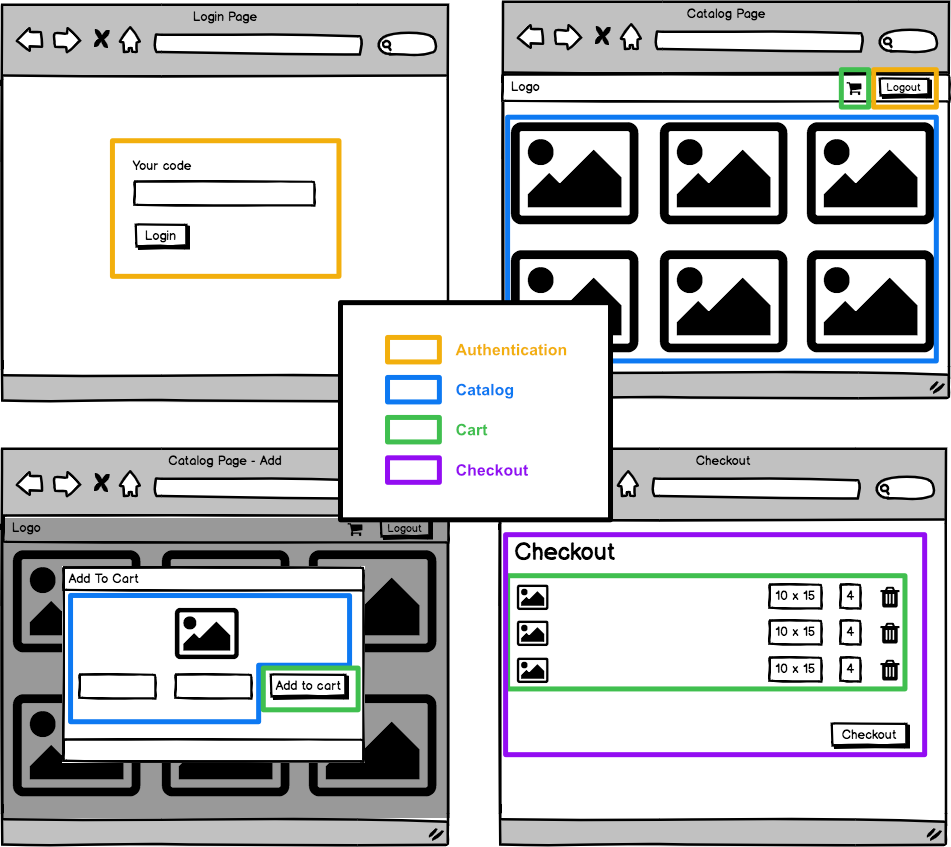 Login Page
Your code
Login
Catalog Page
Logo
Logout
Authentication
Catalog
Cart
Checkout
Catalog Page - Add
Logo
Logout
Add To Cart
Add to cart
Checkout
Checkout
10 x 15 4
10 x 15 4
10 x 15 4
Checkout